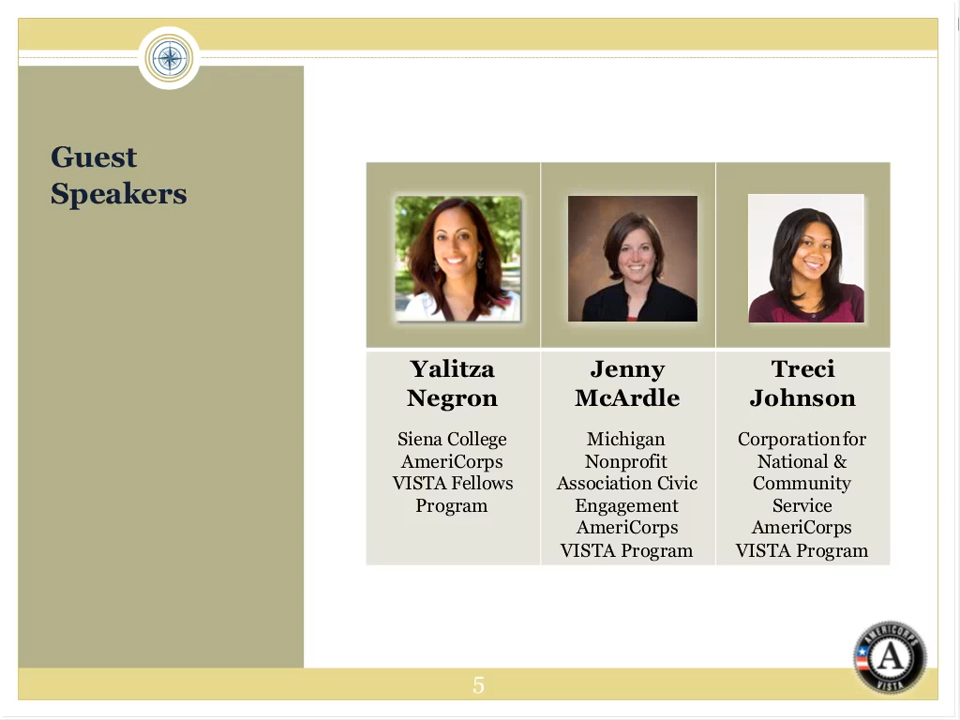 Guest
Speakers
Yalitza
Negron
Siena College
AmeriCorps
VISTA Fellows
Program
Jenny
McArdle
Michigan
Nonprofit
Association Civic
Engagement
AmeriCorps
VISTA Program
Treci
Johnson
Corporation for
National &
Community
Service
AmeriCorps
VISTA Program
5
AMERICORPS
A
VISTA